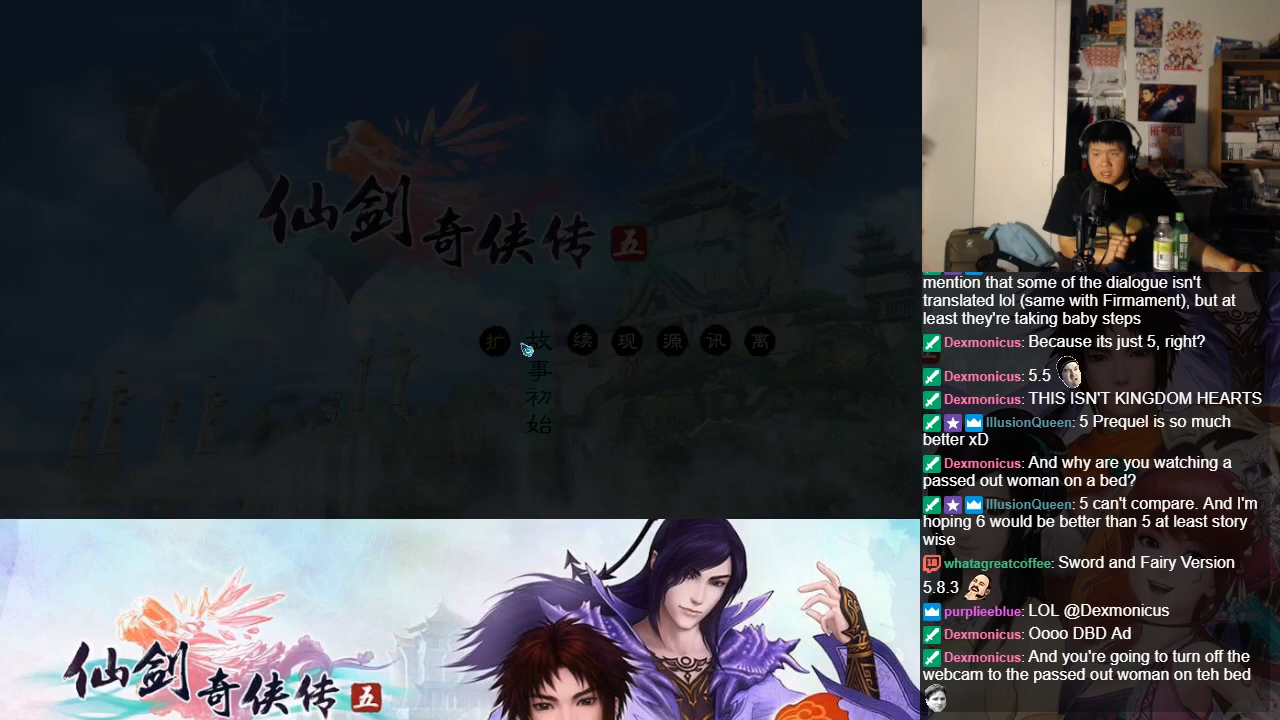 仙剑
奇侠传 五
扩 故事初始 续 现 源 讯 离
HEROES
mention that some of the dialogue isn't
translated lol (same with Firmament), but at
least they're taking baby steps
Dexmonicus: Because its just 5, right?
Dexmonicus: 5.5
Dexmonicus: THIS ISN'T KINGDOM HEARTS
IllusionQueen: 5 Prequel is so much
better xD
Dexmonicus: And why are you watching a
passed out woman on a bed?
IllusionQueen: 5 can't compare. And I'm
hoping 6 would be better than 5 at least story
wise
whatagreatcoffee: Sword and Fairy Version
5.8.3
purplieeblue: LOL @Dexmonicus
Dexmonicus: Oooo DBD Ad
Dexmonicus: And you're going to turn off the
webcam to the passed out woman on teh bed
仙剑
奇侠传 五